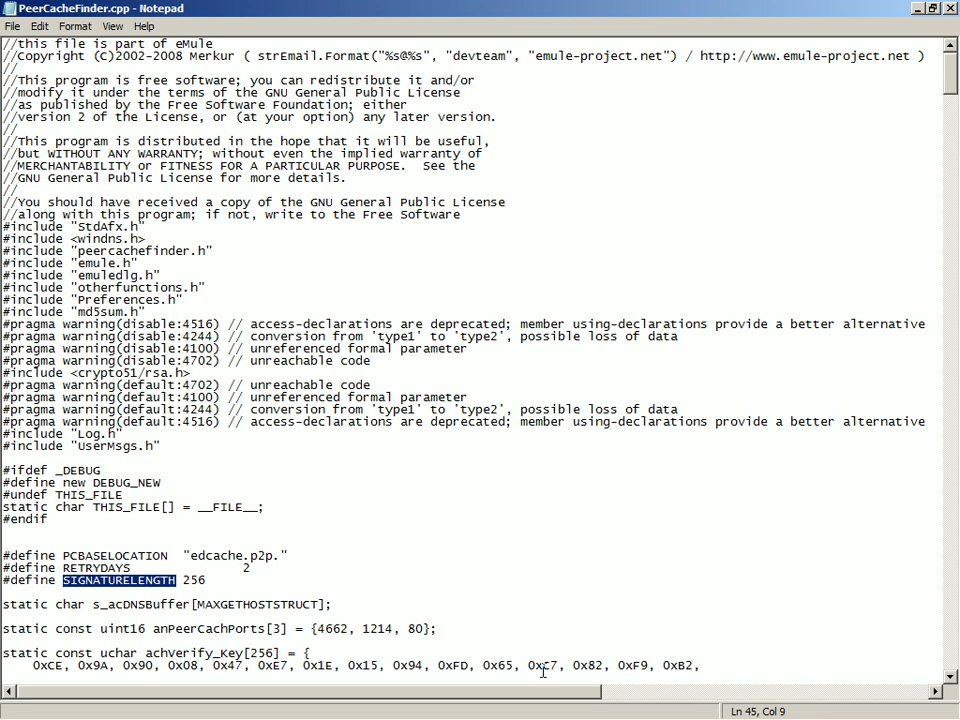 PeerCacheFinder.cpp - Notepad
File Edit Format View Help
//this file is part of eMule
//Copyright (C)2002-2008 Merkur ( strEmail.Format("%s@%s", "devteam", "emule-project.net") / http://www.emule-project.net )
//
//This program is free software; you can redistribute it and/or
//modify it under the terms of the GNU General Public License
//as published by the Free Software Foundation; either
//version 2 of the License, or (at your option) any later version.
//
//This program is distributed in the hope that it will be useful,
//but WITHOUT ANY WARRANTY; without even the implied warranty of
//MERCHANTABILITY or FITNESS FOR A PARTICULAR PURPOSE.  See the
//GNU General Public License for more details.
//
//You should have received a copy of the GNU General Public License
//along with this program; if not, write to the Free Software
#include "StdAfx.h"
#include <windns.h>
#include "peercachefinder.h"
#include "emule.h"
#include "emuledlg.h"
#include "otherfunctions.h"
#include "Preferences.h"
#include "md5sum.h"
#pragma warning(disable:4516) // access-declarations are deprecated; member using-declarations provide a better alternative
#pragma warning(disable:4244) // conversion from 'type1' to 'type2', possible loss of data
#pragma warning(disable:4100) // unreferenced formal parameter
#pragma warning(disable:4702) // unreachable code
#include <crypto51/rsa.h>
#pragma warning(default:4702) // unreachable code
#pragma warning(default:4100) // unreferenced formal parameter
#pragma warning(default:4244) // conversion from 'type1' to 'type2', possible loss of data
#pragma warning(default:4516) // access-declarations are deprecated; member using-declarations provide a better alternative
#include "Log.h"
#include "UserMsgs.h"
#ifdef _DEBUG
#define new DEBUG_NEW
#undef THIS_FILE
static char THIS_FILE[] = __FILE__;
#endif
#define PCBASELOCATION  "edcache.p2p."
#define RETRYDAYS               2
#define SIGNATURELENGTH 256
static char s_acDNSBuffer[MAXGETHOSTSTRUCT];
static const uint16 anPeerCachPorts[3] = {4662, 1214, 80};
static const uchar achVerify_Key[256] = {
    0xCE, 0x9A, 0x90, 0x08, 0x47, 0xE7, 0x1E, 0x15, 0x94, 0xFD, 0x65, 0xC7, 0x82, 0xF9, 0xB2,
Ln 45, Col 9